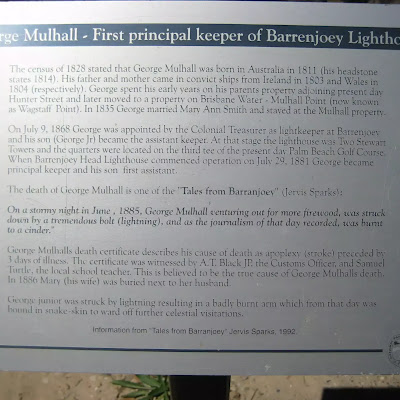 rge Mulhall - First principal keeper of Barrenjoey Lightho
The census of 1828 stated that George Mulhall was born in Australia in 1811 (his headstone
states 1814). His father and mother came in convict ships from Ireland in 1803 and Wales in
1804 (respectively). George spent his early years on his parents property adjoining present day
Hunter Street and later moved to a property on Brisbane Water - Mulhall Point (now known
as Wagstaff Point). In 1835 George married Mary Ann Smith and stayed at the Mulhall property.
On July 9, 1868 George was appointed by the Colonial Treasurer as lightkeeper at Barrenjoey
and his son (George Jr) became the assistant keeper. At that stage the lighthouse was Two Stewart
Towers and the quarters were located on the third tee of the present day Palm Beach Golf Course.
When Barrenjoey Head Lighthouse commenced operation on July 29, 1881 George became
principal keeper and his son first assistant.
The death of George Mulhall is one of the "Tales from Barranjoey" (Jervis Sparks):
On a stormy night in June , 1885, George Mulhall venturing out for more firewood, was struck
down by a tremendous bolt (lightning), and as the journalism of that day recorded, was burnt
to a cinder."
George Mulhall's death certificate describes his cause of death as apoplexy (stroke) preceded by
3 days of illness. The certificate was witnessed by A.T. Black JP, the Customs Officer, and Samuel
Turtle, the local school teacher. This is believed to be the true cause of George Mulhalls death.
In 1886 Mary (his wife) was buried next to her husband.
George junior was struck by lightning resulting in a badly burnt arm which from that day was
bound in snake-skin to ward off further celestial visitations.
Information from "Tales from Barranjoey" Jervis Sparks, 1992.